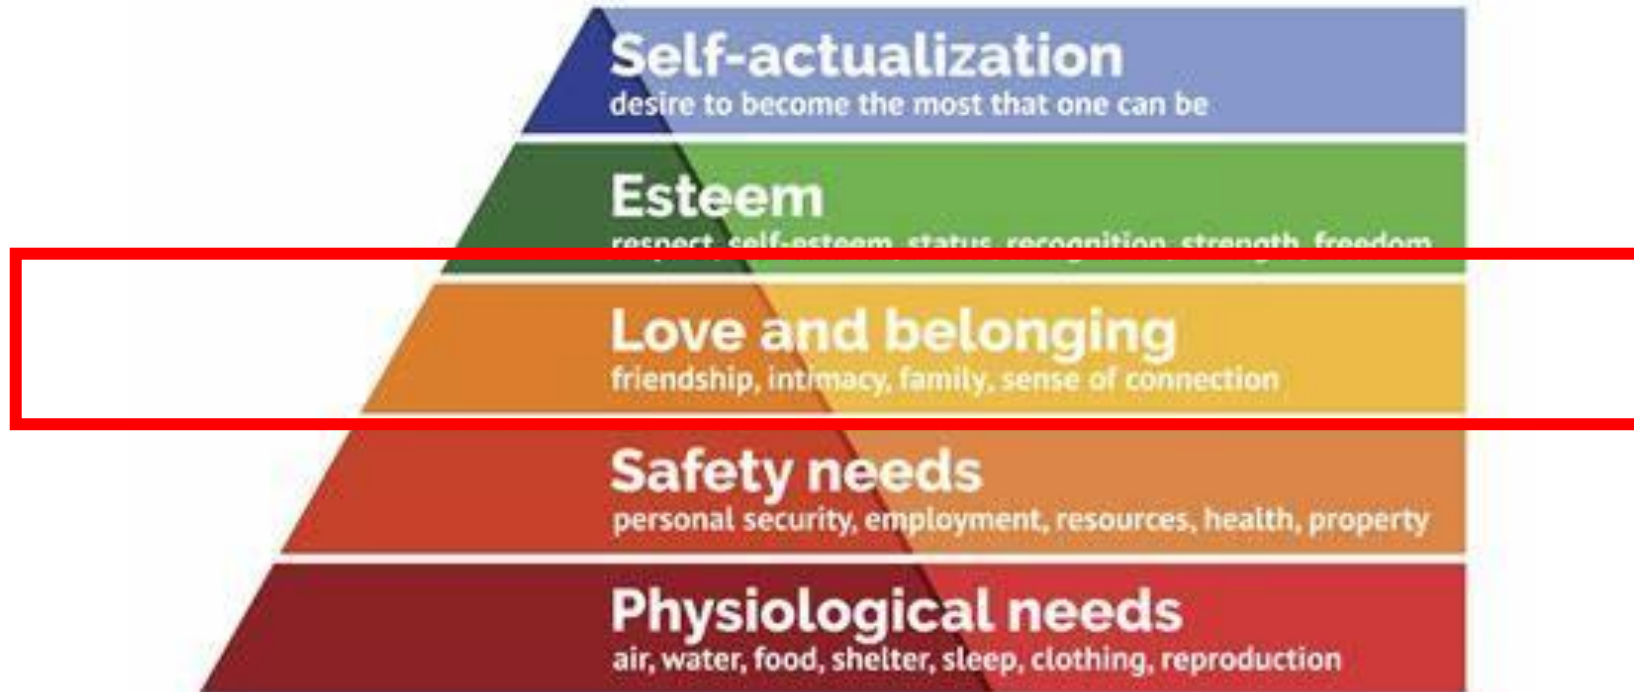 Self-actualization
desire to become the most that one can be
Esteem
respect, self-esteem, status, recognition, strength, freedom
Love and belonging
friendship, intimacy, family, sense of connection
Safety needs
personal security, employment, resources, health, property
Physiological needs
air, water, food, shelter, sleep, clothing, reproduction